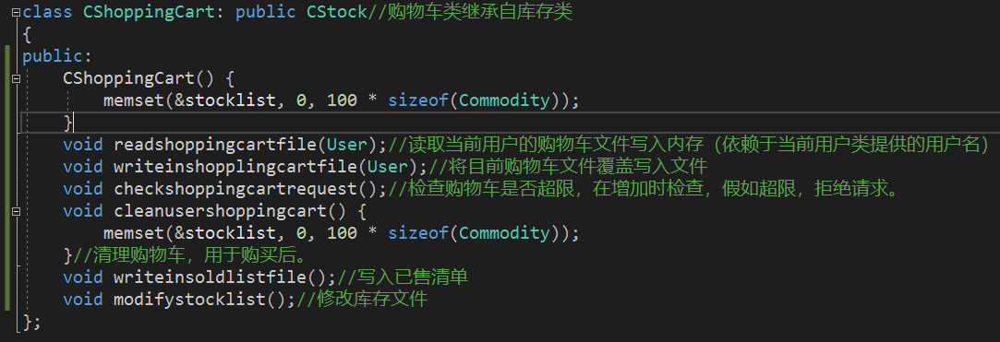 class CShoppingCart: public CStock//购物车类继承自库存类
{
public:
    CShoppingCart() {
        memset(&stocklist, 0, 100 * sizeof(Commodity));
    }
    void readshoppingcartfile(User);//读取当前用户的购物车文件写入内存（依赖于当前用户类提供的用户名）
    void writeinshopplingcartfile(User);//将目前购物车文件覆盖写入文件
    void checkshoppingcartrequest();//检查购物车是否超限，在增加时检查，假如超限，拒绝请求。
    void cleanusershoppingcart() {
        memset(&stocklist, 0, 100 * sizeof(Commodity));
    }//清理购物车，用于购买后。
    void writeinsoldlistfile();//写入已售清单
    void modifystocklist();//修改库存文件
};